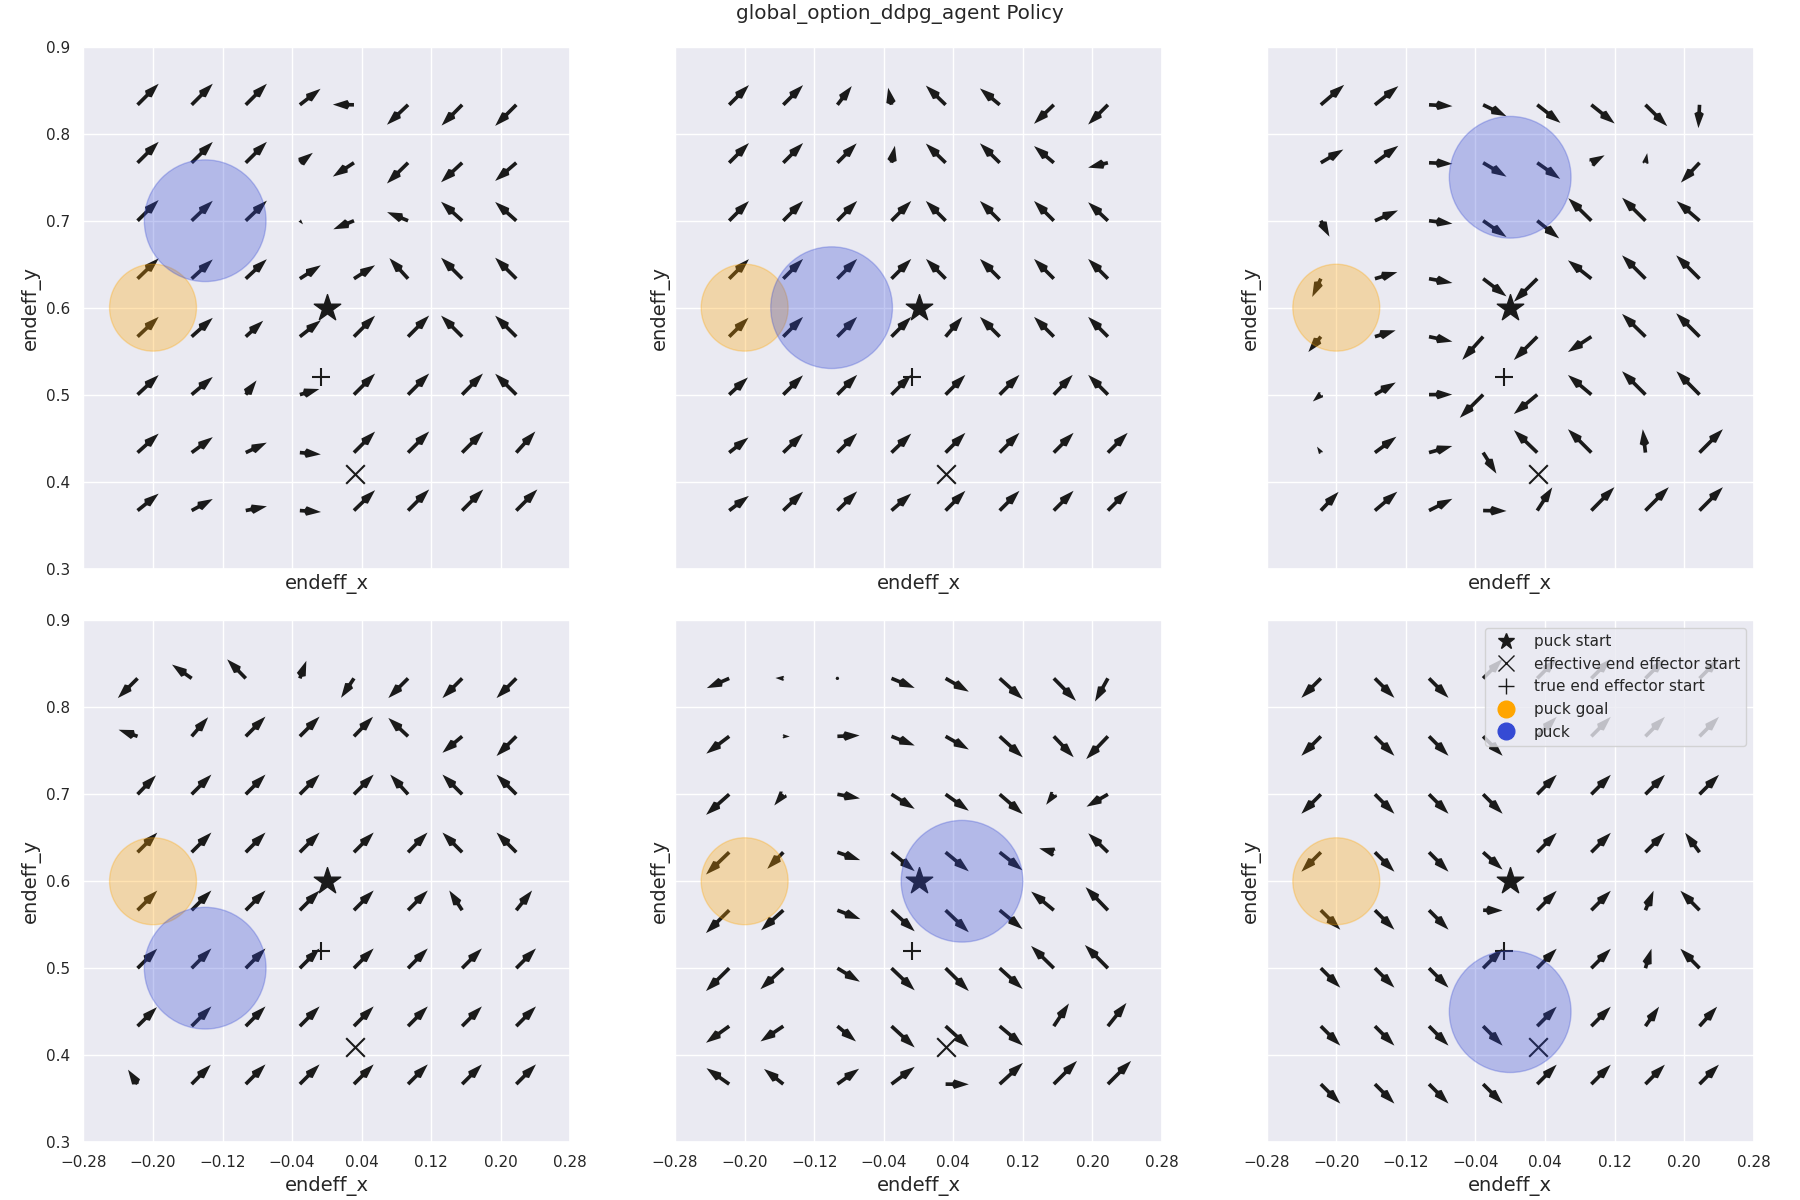 global_option_ddpg_agent Policy
0.9
0.8
0.7
0.6
0.5
0.4
0.3
endeff_y
endeff_x
endeff_y
endeff_x
endeff_y
endeff_x
0.9
0.8
0.7
0.6
0.5
0.4
0.3
endeff_y
−0.28 −0.20 −0.12 −0.04 0.04 0.12 0.20 0.28
endeff_x
endeff_y
−0.28 −0.20 −0.12 −0.04 0.04 0.12 0.20 0.28
endeff_x
puck start
effective end effector start
true end effector start
puck goal
puck
endeff_y
−0.28 −0.20 −0.12 −0.04 0.04 0.12 0.20 0.28
endeff_x